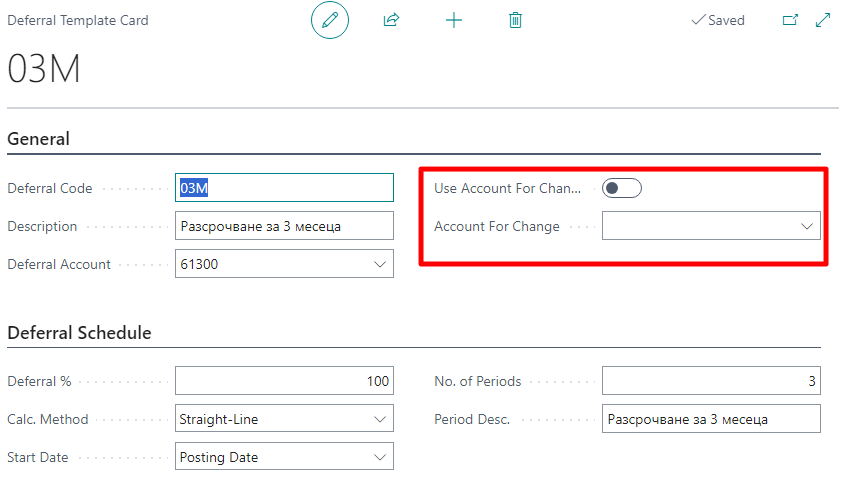 Deferral Template Card
Saved
03M
General
Deferral Code 03M
Use Account For Chan...
Description Разсрочване за 3 месеца
Account For Change
Deferral Account 61300
Deferral Schedule
Deferral % 100
No. of Periods 3
Calc. Method Straight-Line
Period Desc. Разсрочване за 3 месеца
Start Date Posting Date